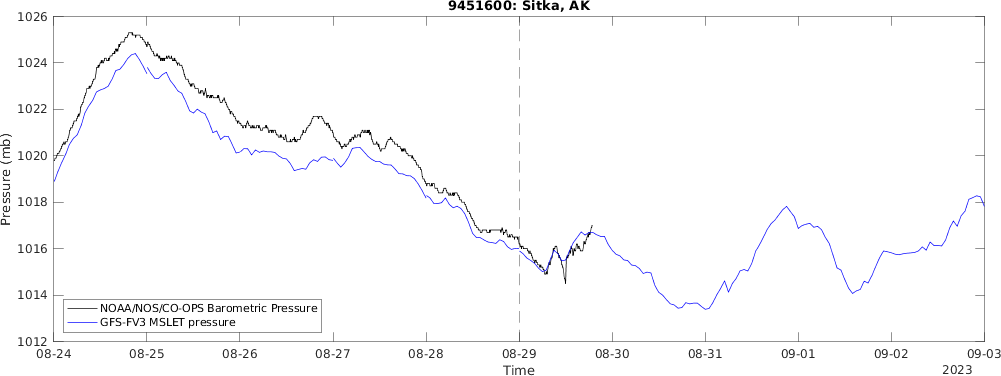 9451600: Sitka, AK
1026
1024
1022
1020
1018
1016
1014
1012
Pressure (mb)
NOAA/NOS/CO-OPS Barometric Pressure
GFS-FV3 MSLET pressure
08-24 08-25 08-26 08-27 08-28 08-29 08-30 08-31 09-01 09-02 09-03
Time
2023